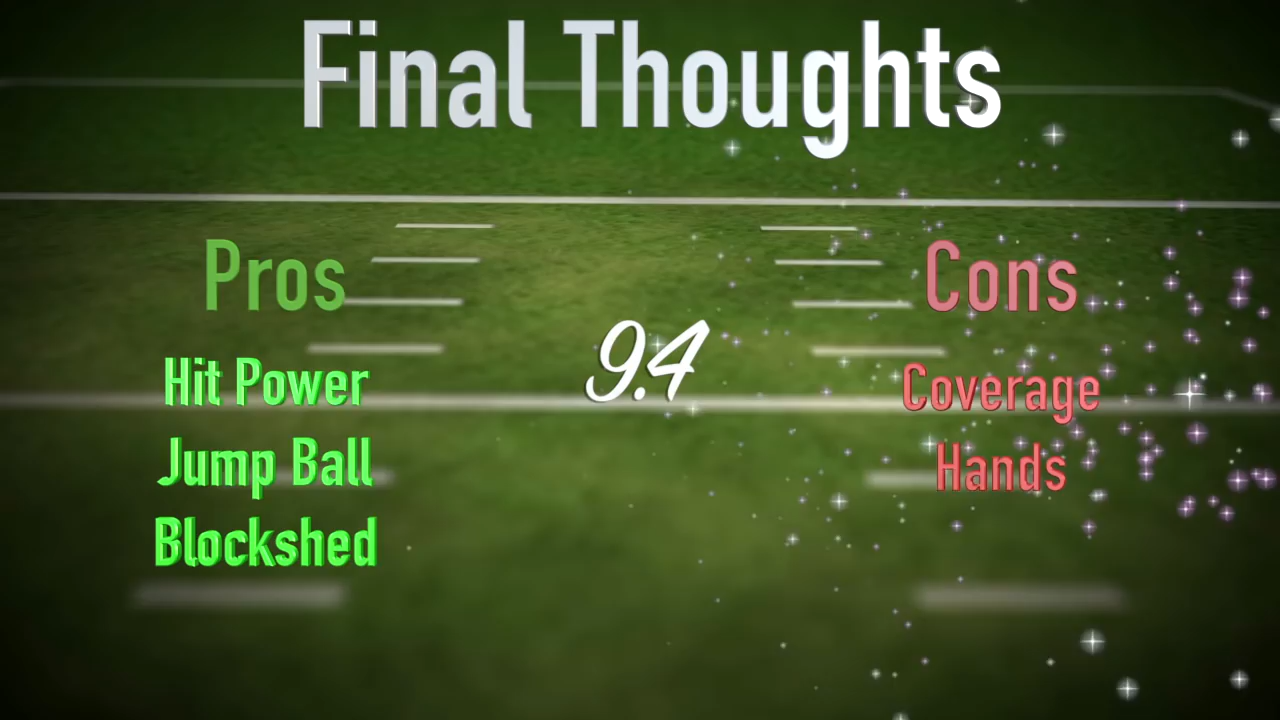 Final Thoughts
Pros
Hit Power
Jump Ball
Blockshed
9.4
Cons
Coverage
Hands